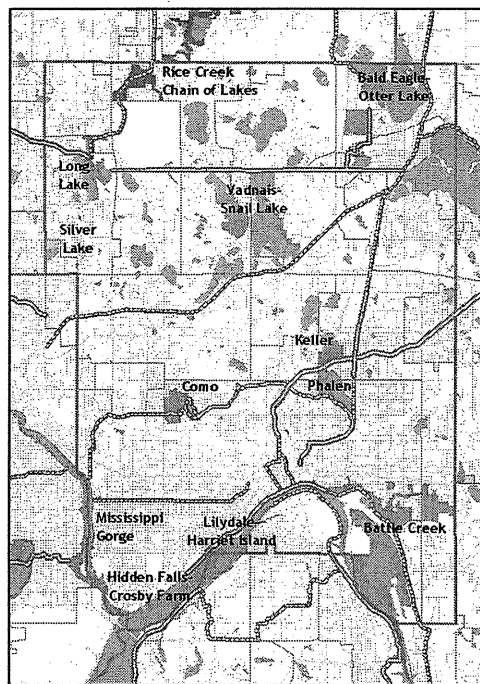 Rice Creek
Chain of Lakes
Bald Eagle-
Otter Lake
Long
Lake
Vadnais-
Snail Lake
Silver
Lake
Keller
Como
Phalen
Mississippi
Gorge
Lilydale-
Harriet Island
Battle Creek
Hidden Falls-
Crosby Farm